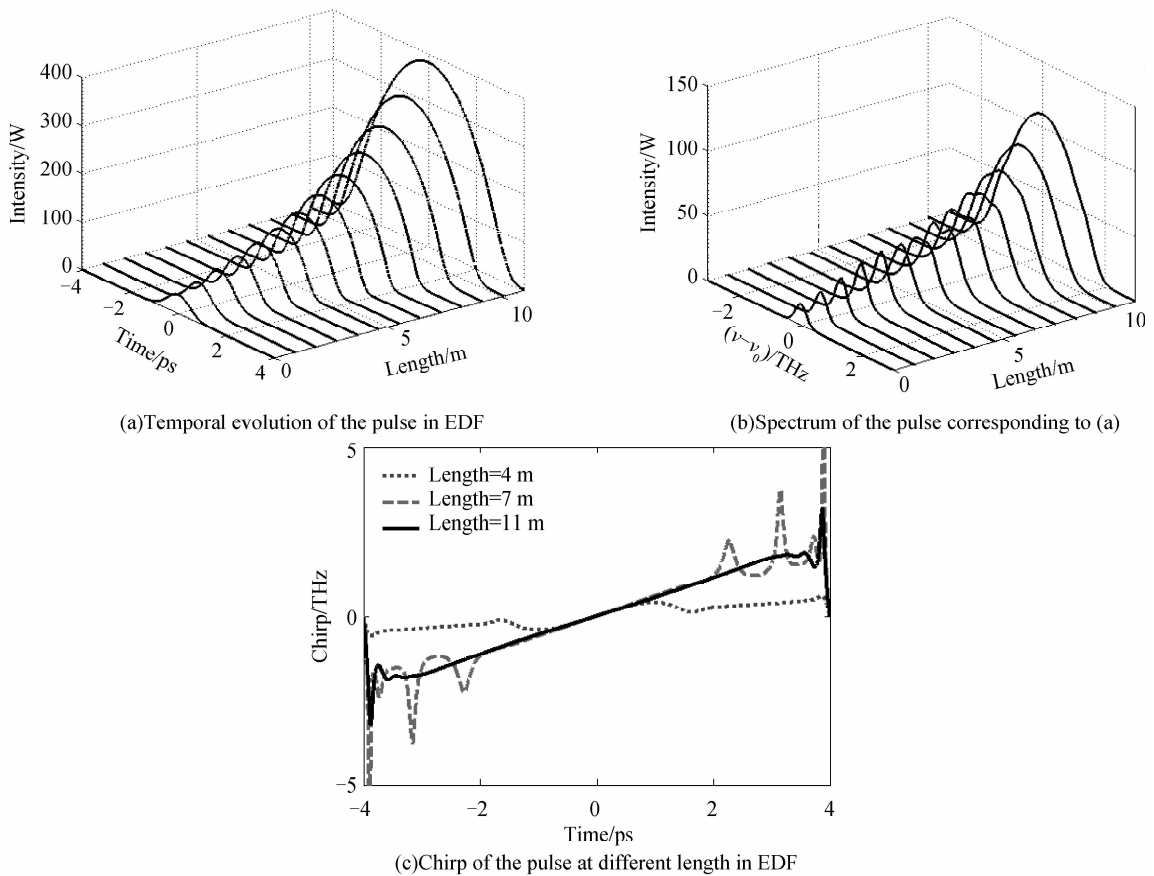 400
300
200
100
0
Intensity/W
−4
−2
0
2
4
Time/ps
0
5
10
Length/m
(a)Temporal evolution of the pulse in EDF
150
100
50
0
Intensity/W
−2
0
2
(ν−ν0)/THz
0
5
10
Length/m
(b)Spectrum of the pulse corresponding to (a)
5
0
−5
Chirp/THz
Length=4 m
Length=7 m
Length=11 m
−4
−2
0
2
4
Time/ps
(c)Chirp of the pulse at different length in EDF